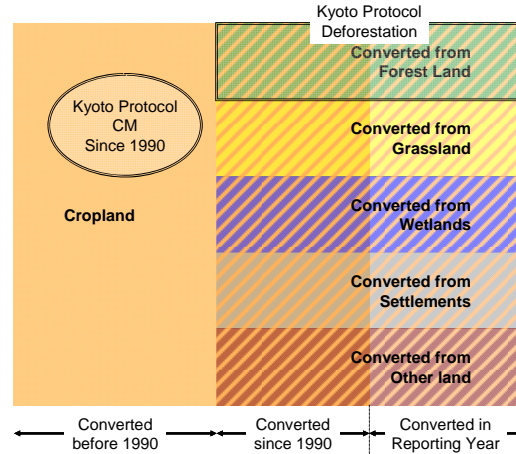 Kyoto Protocol
Deforestation
Converted from
Forest Land
Kyoto Protocol
CM
Since 1990
Converted from
Grassland
Cropland
Converted from
Wetlands
Converted from
Settlements
Converted from
Other land
Converted
before 1990
Converted
since 1990
Converted in
Reporting Year